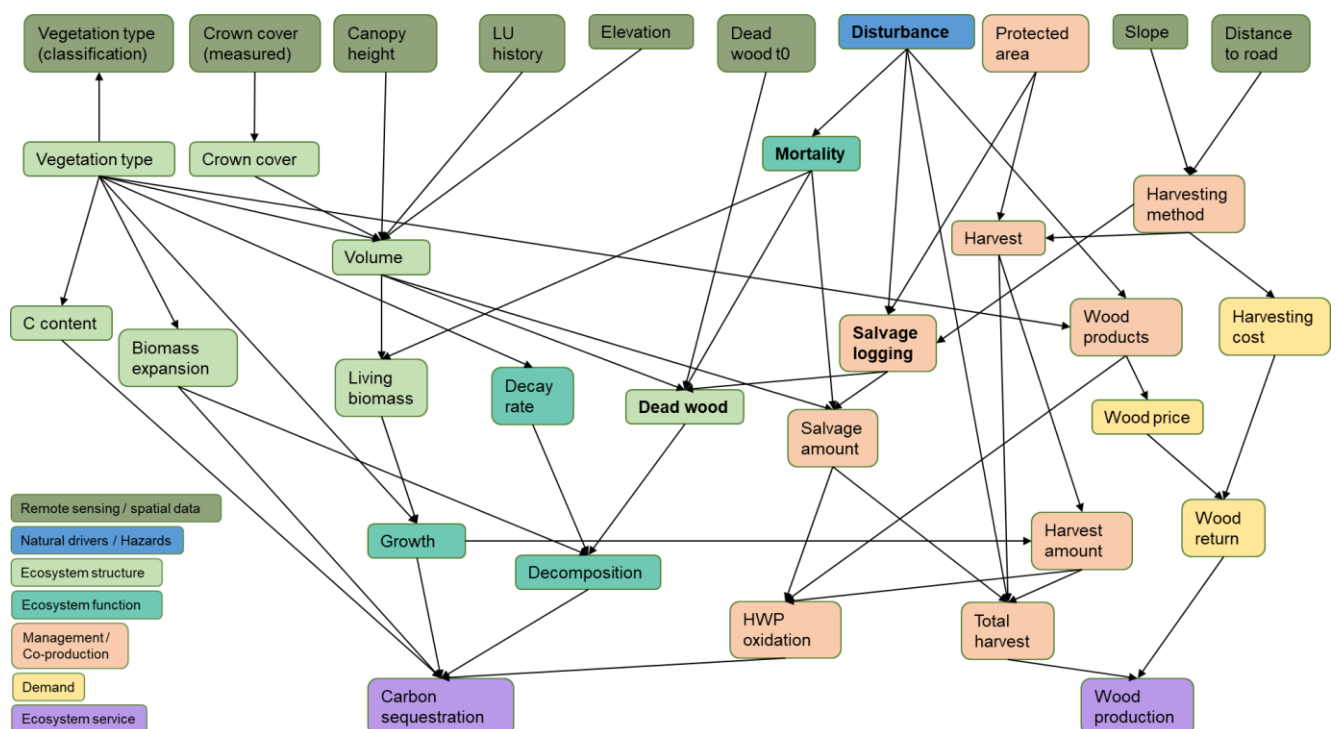 Vegetation type
(classification)
Crown cover
(measured)
Canopy
height
LU
history
Elevation
Dead
wood t0
Disturbance
Protected
area
Slope
Distance
to road
Vegetation type
Crown cover
Mortality
Harvesting
method
Volume
Harvest
C content
Biomass
expansion
Living
biomass
Decay
rate
Dead wood
Salvage
logging
Wood
products
Harvesting
cost
Salvage
amount
Wood price
Growth
Decomposition
Harvest
amount
Wood
return
HWP
oxidation
Total
harvest
Carbon
sequestration
Wood
production
Remote sensing / spatial data
Natural drivers / Hazards
Ecosystem structure
Ecosystem function
Management /
Co-production
Demand
Ecosystem service